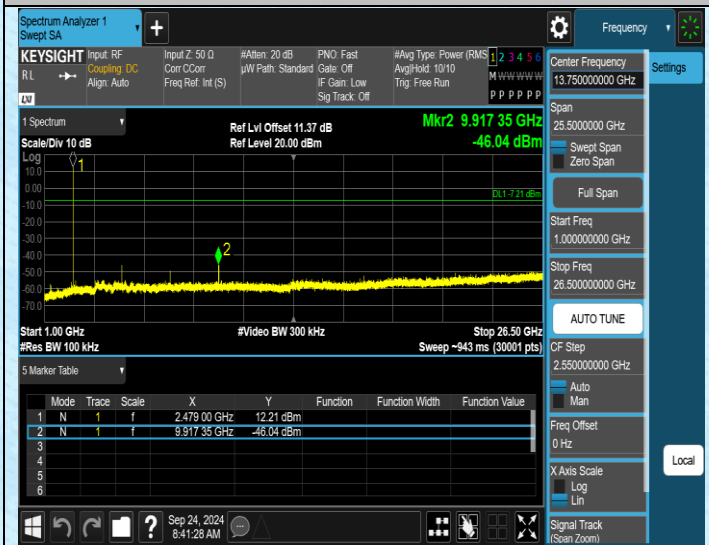 Spectrum Analyzer 1
Swept SA
+
Frequency
KEYSIGHT
RL
LXI
Input: RF
Coupling: DC
Align: Auto
Input Z: 50 Ω
Corr CCorr
Freq Ref: Int (S)
#Atten: 20 dB
µW Path: Standard
PNO: Fast
Gate: Off
IF Gain: Low
Sig Track: Off
#Avg Type: Power (RMS
Avg|Hold: 10/10
Trig: Free Run
1 2 3 4 5 6
M W W W W W
P P P P P P
1 Spectrum
Scale/Div 10 dB
Ref Lvl Offset 11.37 dB
Ref Level 20.00 dBm
Mkr2 9.917 35 GHz
-46.04 dBm
Log
10.0
0.00
-10.0
-20.0
-30.0
-40.0
-50.0
-60.0
-70.0
1
2
DL1 -7.21 dBm
Start 1.00 GHz
#Res BW 100 kHz
#Video BW 300 kHz
Stop 26.50 GHz
Sweep ~943 ms (30001 pts)
5 Marker Table
Mode Trace Scale X Y Function Function Width Function Value
1 N 1 f 2.479 00 GHz 12.21 dBm
2 N 1 f 9.917 35 GHz -46.04 dBm
3
4
5
6
Sep 24, 2024
8:41:28 AM
?
Center Frequency
13.750000000 GHz
Span
25.5000000 GHz
Swept Span
Zero Span
Full Span
Start Freq
1.000000000 GHz
Stop Freq
26.500000000 GHz
AUTO TUNE
CF Step
2.550000000 GHz
Auto
Man
Freq Offset
0 Hz
X Axis Scale
Log
Lin
Signal Track
(Span Zoom)
Settings
Local